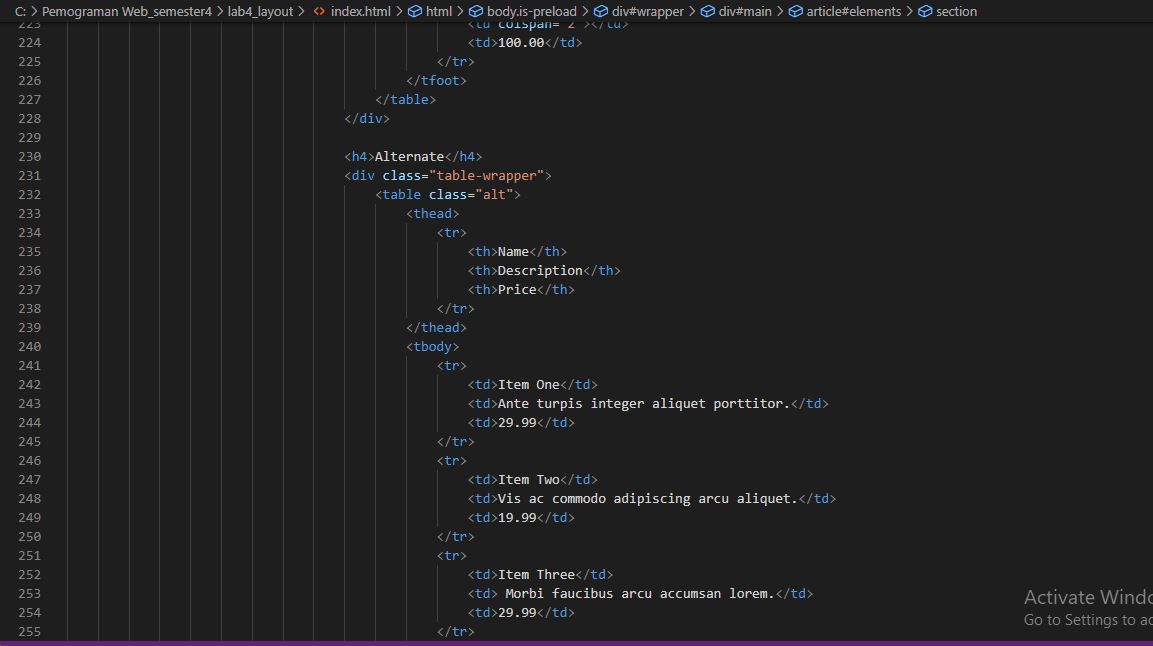 C: > Pemograman Web_semester4 > lab4_layout > <> index.html > html > body.is-preload > div#wrapper > div#main > article#elements > section
223 <td colspan="2"></td>
224 <td>100.00</td>
225 </tr>
226 </tfoot>
227 </table>
228 </div>
229
230 <h4>Alternate</h4>
231 <div class="table-wrapper">
232 <table class="alt">
233 <thead>
234 <tr>
235 <th>Name</th>
236 <th>Description</th>
237 <th>Price</th>
238 </tr>
239 </thead>
240 <tbody>
241 <tr>
242 <td>Item One</td>
243 <td>Ante turpis integer aliquet porttitor.</td>
244 <td>29.99</td>
245 </tr>
246 <tr>
247 <td>Item Two</td>
248 <td>Vis ac commodo adipiscing arcu aliquet.</td>
249 <td>19.99</td>
250 </tr>
251 <tr>
252 <td>Item Three</td>
253 <td> Morbi faucibus arcu accumsan lorem.</td>
254 <td>29.99</td>
255 </tr>
Activate Windo
Go to Settings to ac